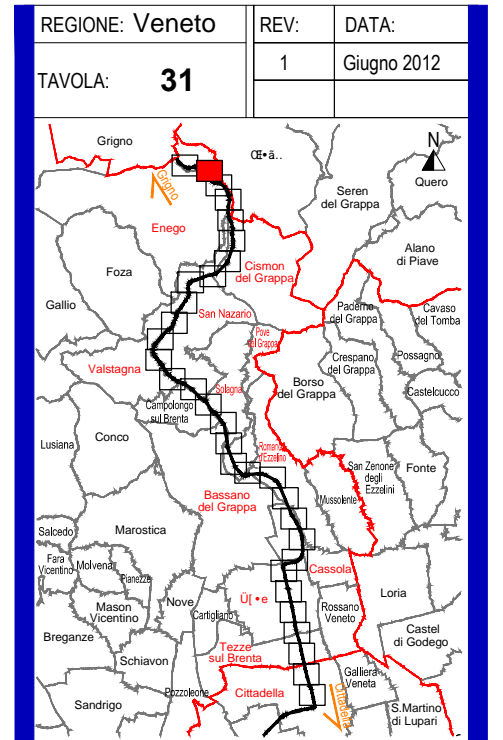 REGIONE: Veneto
REV:
DATA:
TAVOLA: 31
1
Giugno 2012
Grigno
Œ•ã..
N
Quero
Grigno
Seren
del Grappa
Enego
Alano
di Piave
Foza
Cismon
del Grappa
Gallio
San Nazario
Paderno
del Grappa
Cavaso
del Tomba
Pove
del Grappa
Crespano
del Grappa
Possagno
Valstagna
Solagna
Borso
del Grappa
Castelcucco
Campolongo
sul Brenta
Lusiana
Conco
Romano
d'Ezzelino
San Zenone
degli
Ezzelini
Fonte
Bassano
del Grappa
Mussolente
Salcedo
Marostica
Fara
Vicentino
Molvena
Pianezze
Cassola
Loria
Mason
Vicentino
Nove
Cartigliano
Ü[•e
Rossano
Veneto
Breganze
Castel
di Godego
Schiavon
Tezze
sul Brenta
Galliera
Veneta
Pozzoleone
Cittadella
Cittadella
Sandrigo
S.Martino
di Lupari